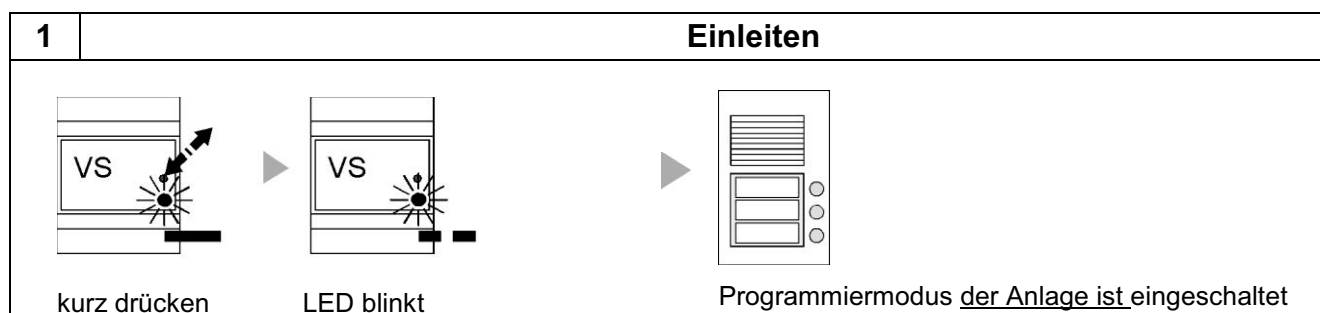 1 Einleiten
VS VS
kurz drücken LED blinkt Programmiermodus der Anlage ist eingeschaltet